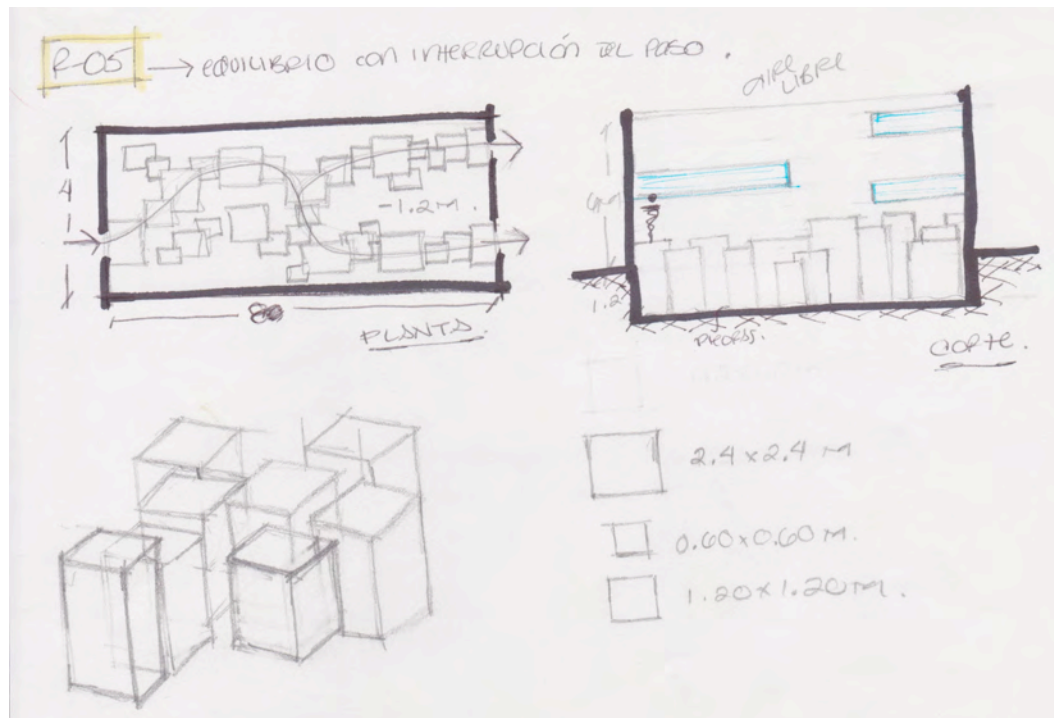 R-05 → EQUILIBRIO con INTERRUPCIÓN DEL PASO.
AIRE LIBRE
4
-1.2M.
80
PLANTA.
6M
1.2
CORTE.
2.4 x 2.4 M
0.60 x 0.60 M.
1.20 x 1.20 M.